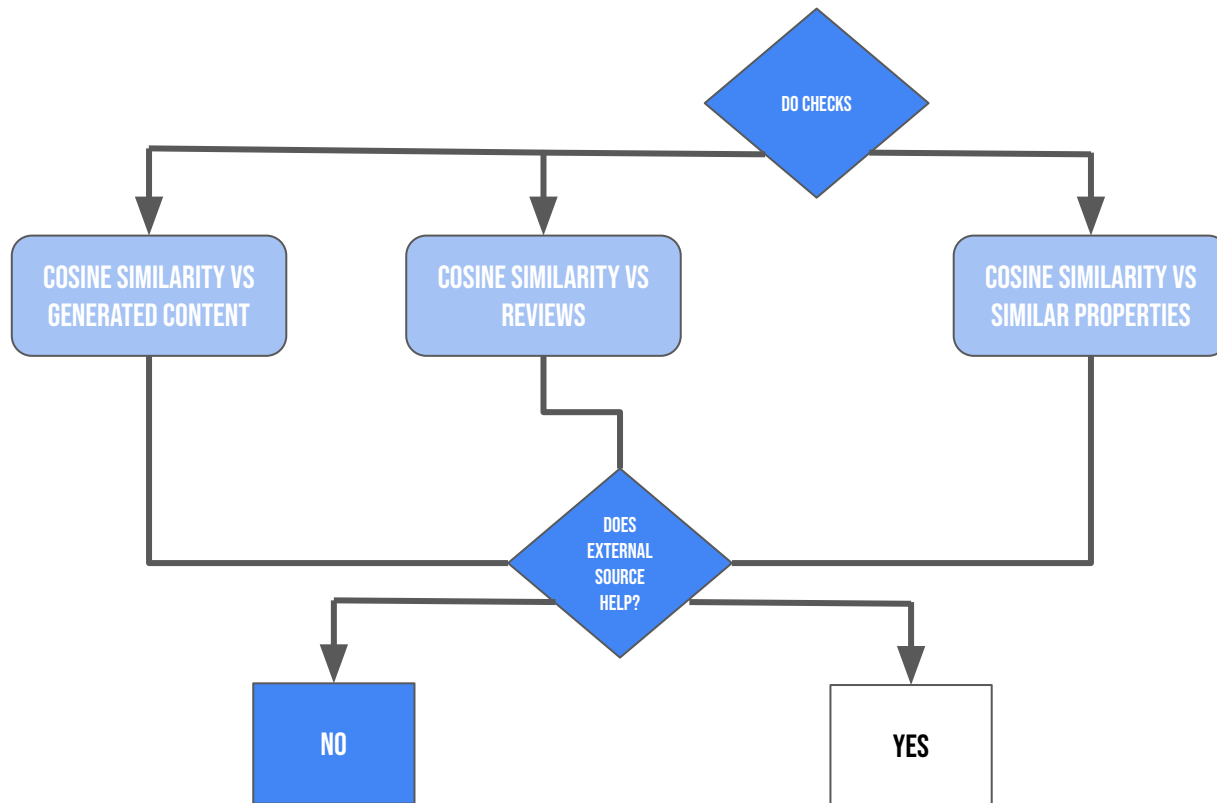 DO CHECKS
COSINE SIMILARITY VS
GENERATED CONTENT
COSINE SIMILARITY VS
REVIEWS
COSINE SIMILARITY VS
SIMILAR PROPERTIES
DOES
EXTERNAL
SOURCE
HELP?
NO
YES